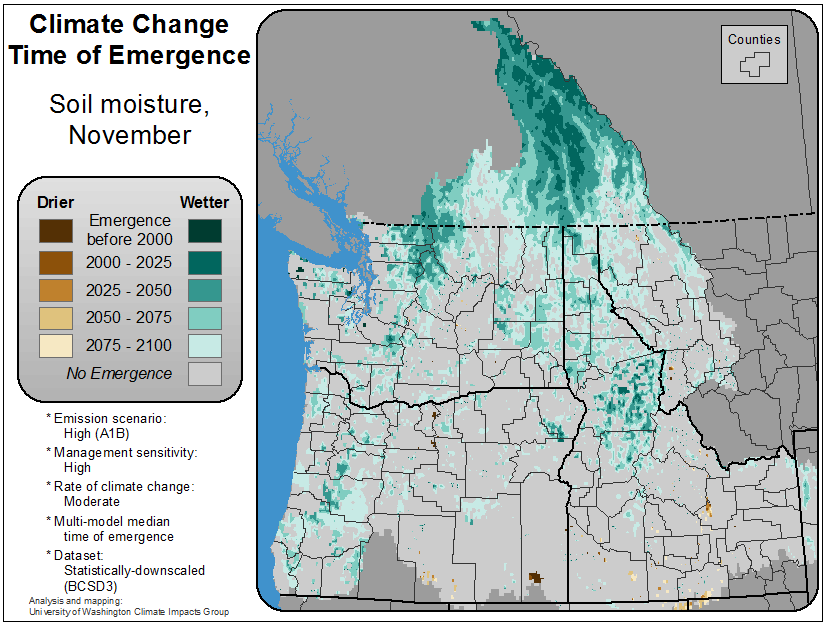 Climate Change
Time of Emergence
Soil moisture,
November
Drier
Wetter
Emergence
before 2000
2000 - 2025
2025 - 2050
2050 - 2075
2075 - 2100
No Emergence
* Emission scenario:
High (A1B)
* Management sensitivity:
High
* Rate of climate change:
Moderate
* Multi-model median
time of emergence
* Dataset:
Statistically-downscaled
(BCSD3)
Analysis and mapping:
University of Washington Climate Impacts Group
Counties